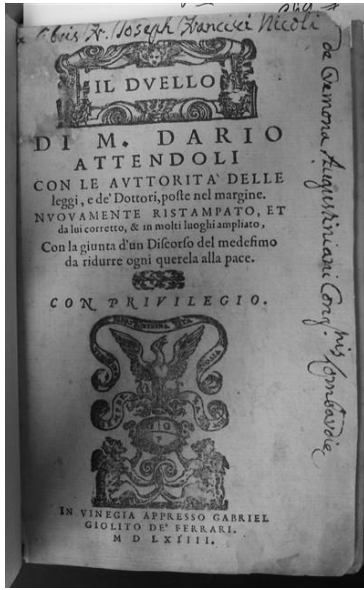 ex libris Fr. Joseph Francisci Nicoli
de Cremona Augustiniani Cong.nis Lombardie
IL DVELLO
DI M. DARIO
ATTENDOLI
CON LE AVTTORITA' DELLE
leggi, e de' Dottori, poste nel margine.
NVOVAMENTE RISTAMPATO, ET
da lui corretto, & in molti luoghi ampliato,
Con la giunta d'un Discorso del medesimo
da ridurre ogni querela alla pace.
CON PRIVILEGIO.
IN VINEGIA APPRESSO GABRIEL
GIOLITO DE' FERRARI.
M D LXIIII.